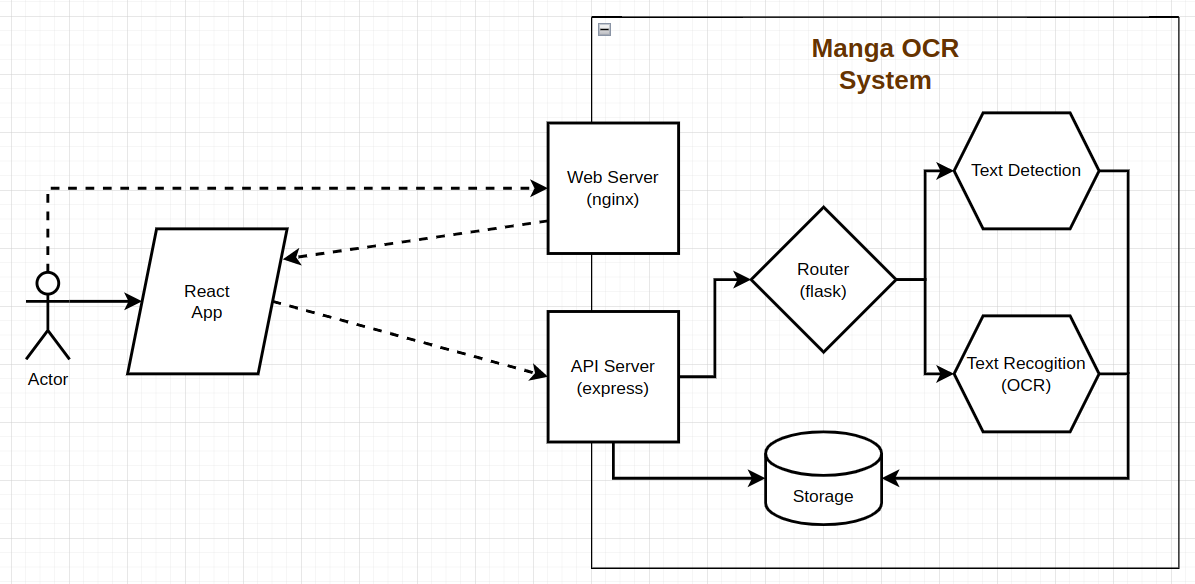 Manga OCR
System
Web Server
(nginx)
Text Detection
Router
(flask)
React
App
Actor
API Server
(express)
Text Recogition
(OCR)
Storage